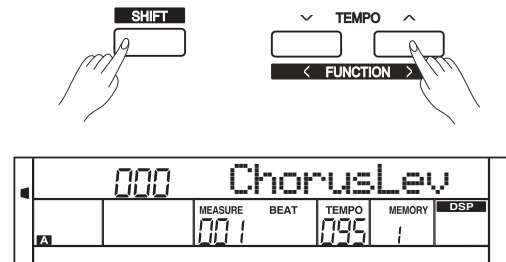 SHIFT
∨ TEMPO ∧
< FUNCTION >
000 ChorusLev
MEASURE BEAT TEMPO MEMORY DSP
A 001 095 1